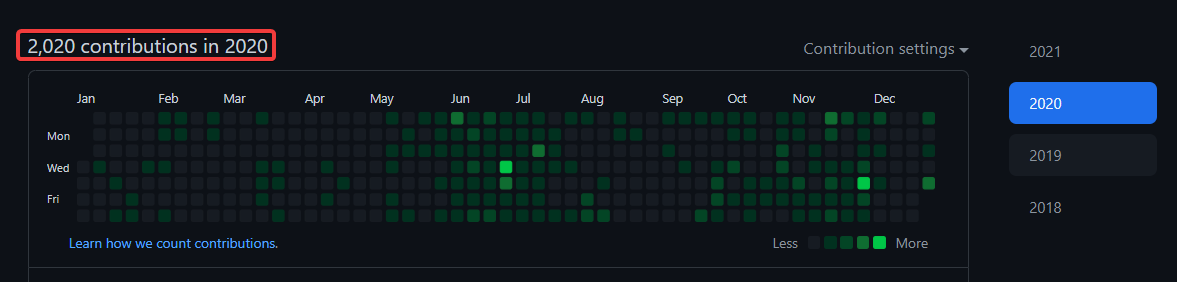 2,020 contributions in 2020
Contribution settings
2021
2020
2019
2018
Jan Feb Mar Apr May Jun Jul Aug Sep Oct Nov Dec
Mon
Wed
Fri
Learn how we count contributions.
Less More